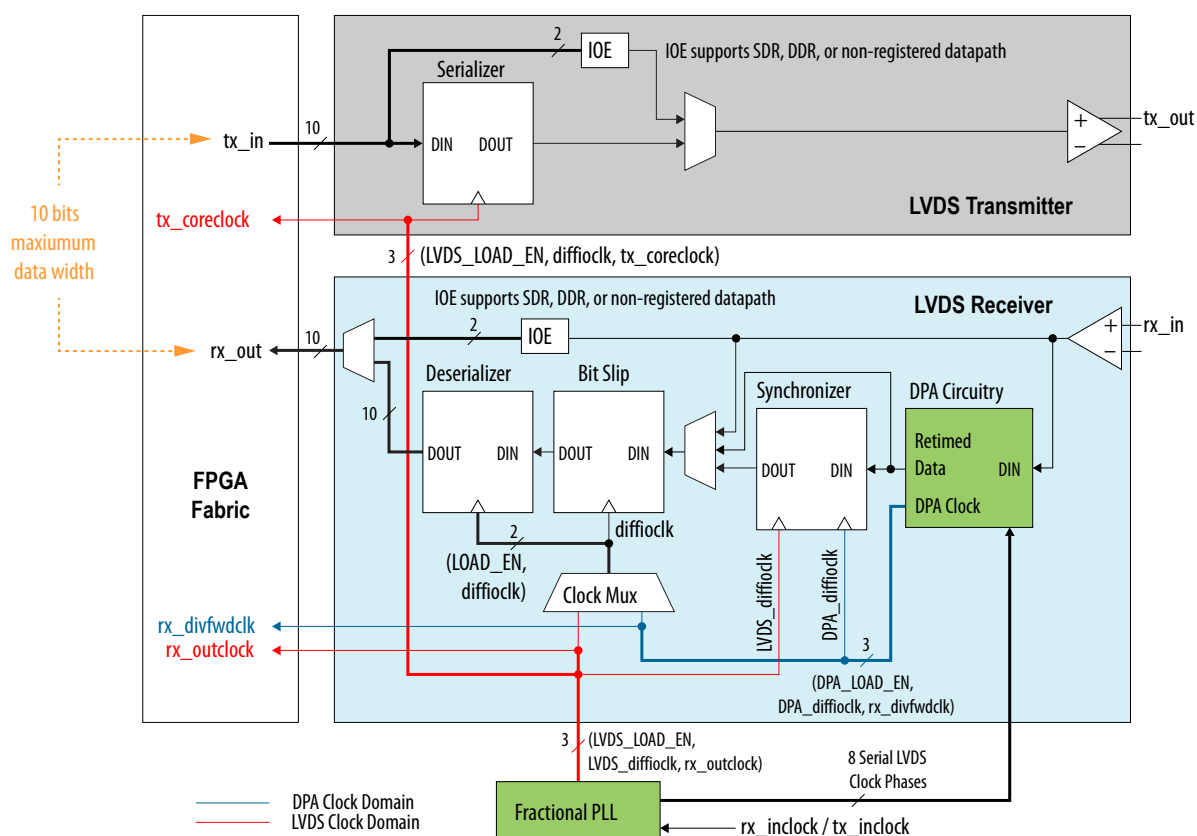 2
IOE
IOE supports SDR, DDR, or non-registered datapath
Serializer
tx_in
10
DIN
DOUT
+
−
tx_out
10 bits
maxiumum
data width
tx_coreclock
LVDS Transmitter
3
(LVDS_LOAD_EN, diffioclk, tx_coreclock)
IOE supports SDR, DDR, or non-registered datapath
LVDS Receiver
rx_out
10
2
IOE
+
−
rx_in
Deserializer
Bit Slip
Synchronizer
DPA Circuitry
10
DOUT
DIN
DOUT
DIN
DOUT
DIN
Retimed
Data
DIN
DPA Clock
FPGA
Fabric
2
diffioclk
(LOAD_EN,
diffioclk)
LVDS_diffioclk
DPA_diffioclk
Clock Mux
rx_divfwdclk
rx_outclock
3
(DPA_LOAD_EN,
DPA_diffioclk, rx_divfwdclk)
3
(LVDS_LOAD_EN,
LVDS_diffioclk, rx_outclock)
8 Serial LVDS
Clock Phases
DPA Clock Domain
LVDS Clock Domain
Fractional PLL
rx_inclock / tx_inclock